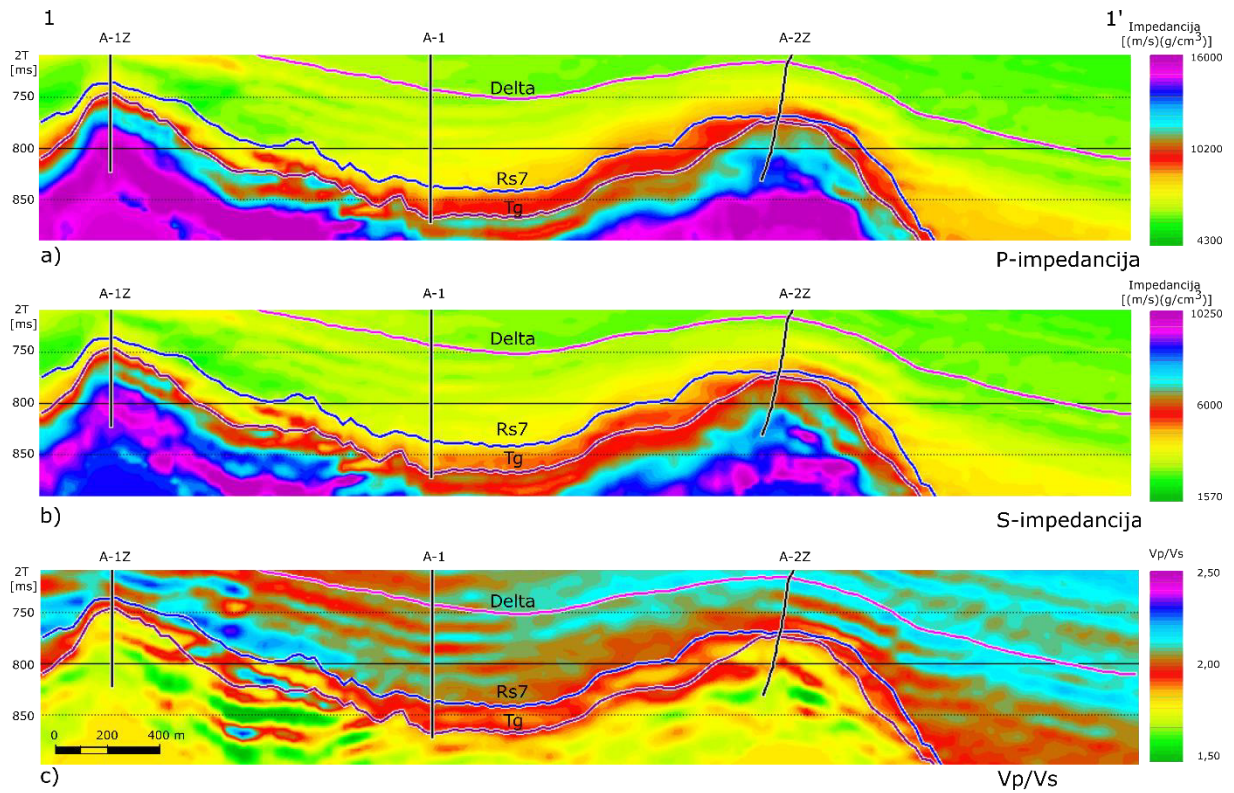 1
1'
A-1Z
A-1
A-2Z
Impedancija
[(m/s)(g/cm³)]
2T
[ms]
750
800
850
Delta
Rs7
Tg
16000
10200
4300
a)
P-impedancija
A-1Z
A-1
A-2Z
Impedancija
[(m/s)(g/cm³)]
2T
[ms]
750
800
850
Delta
Rs7
Tg
10250
6000
1570
b)
S-impedancija
A-1Z
A-1
A-2Z
Vp/Vs
2T
[ms]
750
800
850
Delta
Rs7
Tg
2,50
2,00
1,50
0 200 400 m
c)
Vp/Vs